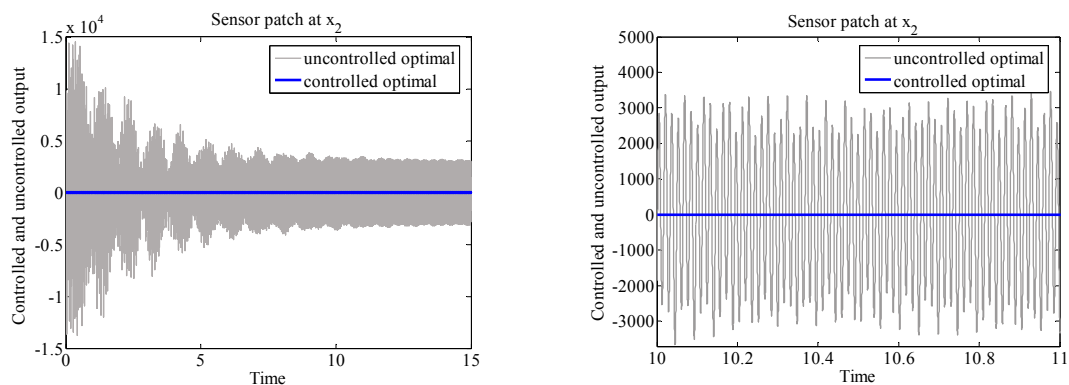 Sensor patch at x2
x 10^4
1.5
1
0.5
0
-0.5
-1
-1.5
0
5
10
15
Time
Controlled and uncontrolled output
uncontrolled optimal
controlled optimal
Sensor patch at x2
5000
4000
3000
2000
1000
0
-1000
-2000
-3000
10
10.2
10.4
10.6
10.8
11
Time
Controlled and uncontrolled output
uncontrolled optimal
controlled optimal